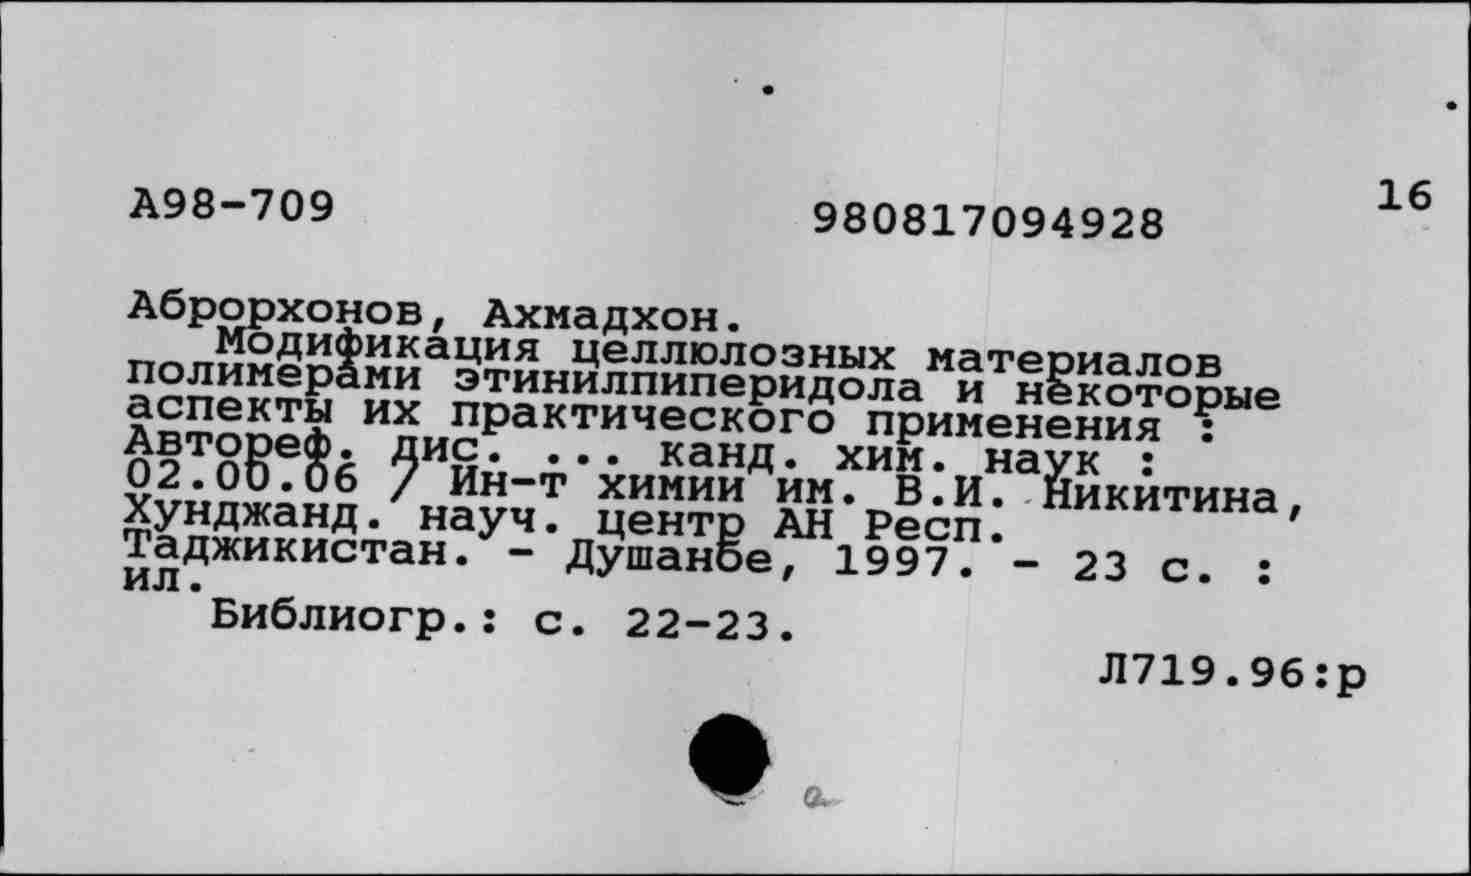 А98-709
980817094928
16
Аброрхонов, Ахмадхон.
Модификация целлюлозных материалов
полимерами этинилпиперидола и некоторые
аспекты их практического применения :
Автореф. дис. ... канд. хим. наук :
02.00.06 / Ин-т химии им. В.И. Никитина,
Хунджанд. науч. центр АН Респ.
Таджикистан. - Душанбе, 1997. - 23 с. :
ил.
Библиогр.: с. 22-23.
Л719.96:р
a